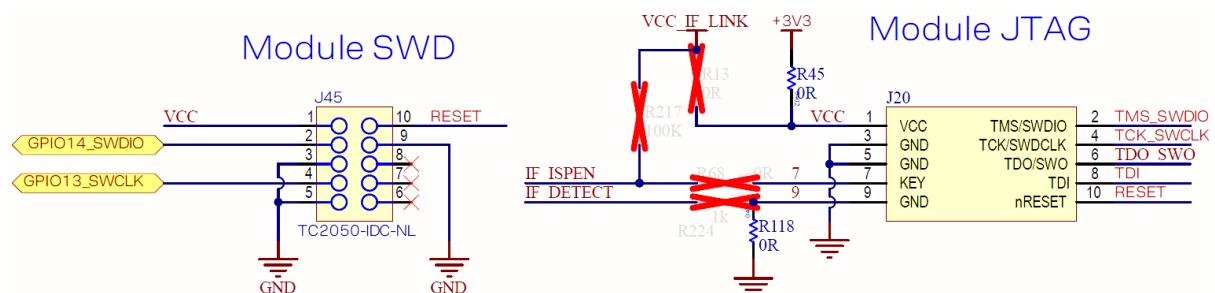 Module SWD
J45
VCC 1 10 RESET
GPIO14_SWDIO 2 9
3 8
GPIO13_SWCLK 4 7
5 6
TC2050-IDC-NL
GND GND
Module JTAG
VCC_IF_LINK +3V3
R13
0R
R45
0R
R217
100K
J20
VCC 1 VCC TMS/SWDIO 2 TMS_SWDIO
3 GND TCK/SWDCLK 4 TCK_SWCLK
5 GND TDO/SWO 6 TDO_SWO
IF_ISPEN R68 0R 7 7 KEY TDI 8 TDI
IF_DETECT 9 9 GND nRESET 10 RESET
1k
R224
R118
0R
GND
GND